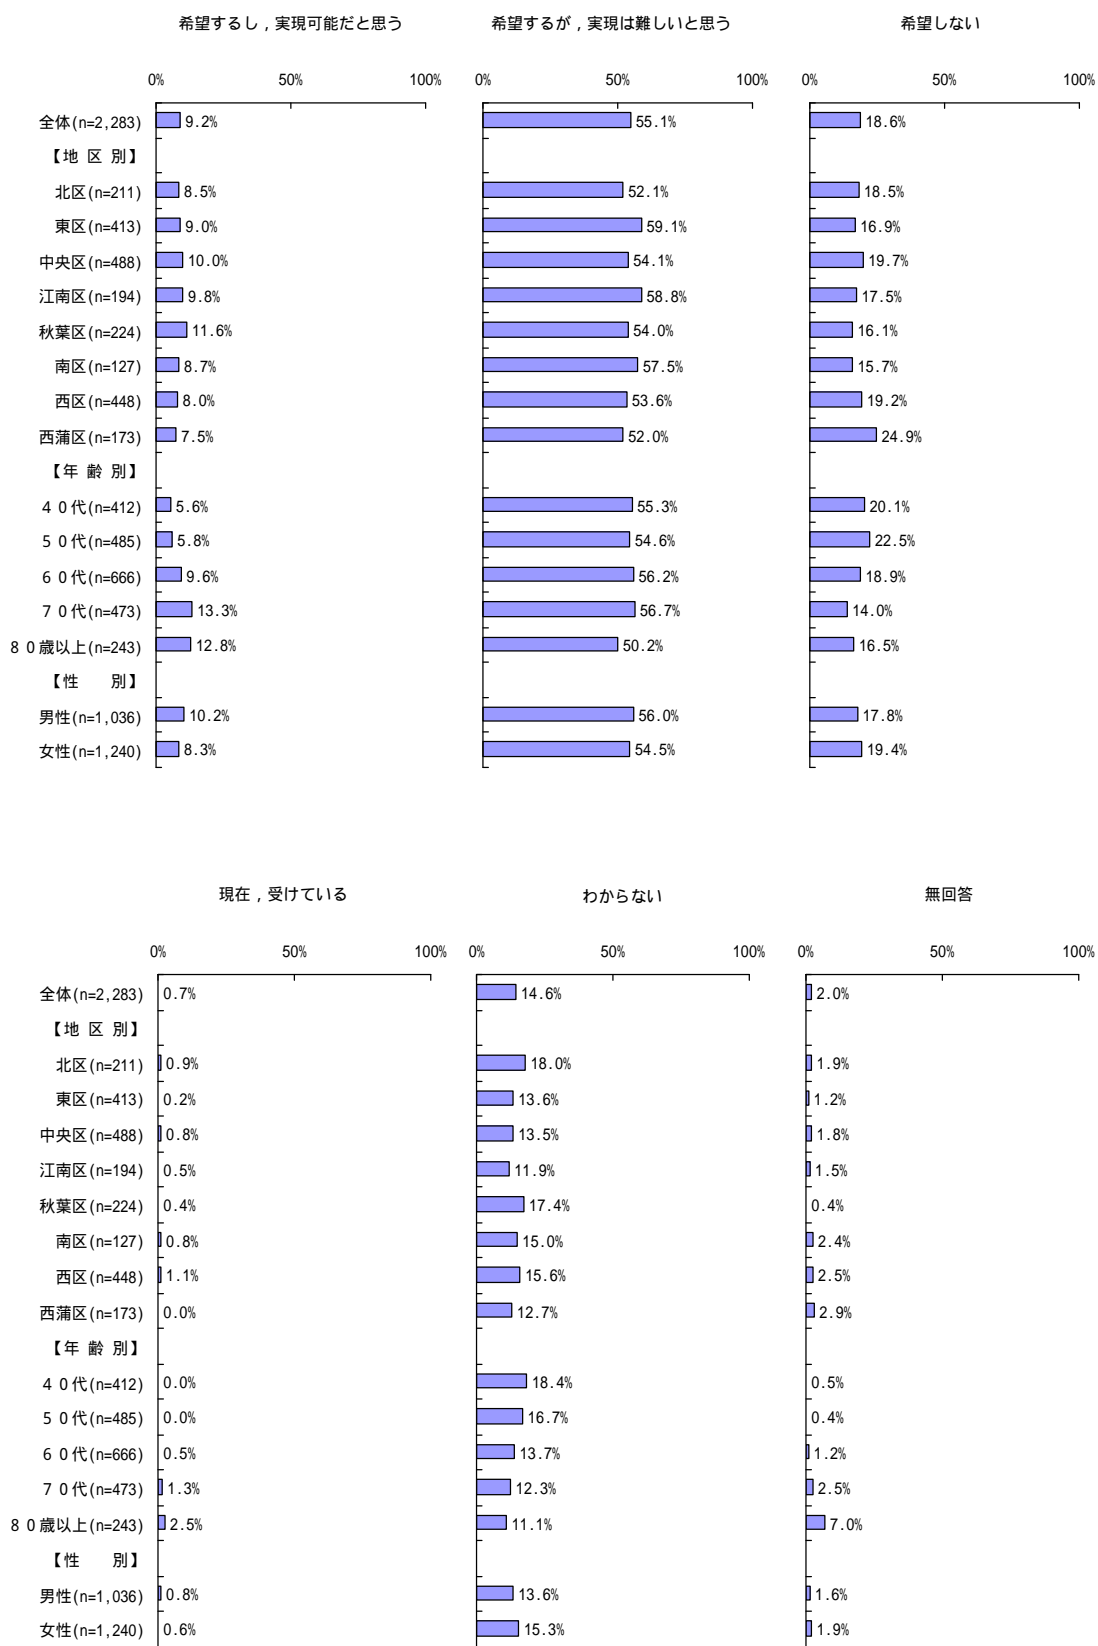 希望するし，実現可能だと思う 希望するが，実現は難しいと思う 希望しない
0% 50% 100% 0% 50% 100% 0% 50% 100%
全体(n=2,283) 9.2% 55.1% 18.6%
【地 区 別】
北区(n=211) 8.5% 52.1% 18.5%
東区(n=413) 9.0% 59.1% 16.9%
中央区(n=488) 10.0% 54.1% 19.7%
江南区(n=194) 9.8% 58.8% 17.5%
秋葉区(n=224) 11.6% 54.0% 16.1%
南区(n=127) 8.7% 57.5% 15.7%
西区(n=448) 8.0% 53.6% 19.2%
西蒲区(n=173) 7.5% 52.0% 24.9%
【年 齢 別】
４０代(n=412) 5.6% 55.3% 20.1%
５０代(n=485) 5.8% 54.6% 22.5%
６０代(n=666) 9.6% 56.2% 18.9%
７０代(n=473) 13.3% 56.7% 14.0%
８０歳以上(n=243) 12.8% 50.2% 16.5%
【性　　別】
男性(n=1,036) 10.2% 56.0% 17.8%
女性(n=1,240) 8.3% 54.5% 19.4%
現在，受けている わからない 無回答
0% 50% 100% 0% 50% 100% 0% 50% 100%
全体(n=2,283) 0.7% 14.6% 2.0%
【地 区 別】
北区(n=211) 0.9% 18.0% 1.9%
東区(n=413) 0.2% 13.6% 1.2%
中央区(n=488) 0.8% 13.5% 1.8%
江南区(n=194) 0.5% 11.9% 1.5%
秋葉区(n=224) 0.4% 17.4% 0.4%
南区(n=127) 0.8% 15.0% 2.4%
西区(n=448) 1.1% 15.6% 2.5%
西蒲区(n=173) 0.0% 12.7% 2.9%
【年 齢 別】
４０代(n=412) 0.0% 18.4% 0.5%
５０代(n=485) 0.0% 16.7% 0.4%
６０代(n=666) 0.5% 13.7% 1.2%
７０代(n=473) 1.3% 12.3% 2.5%
８０歳以上(n=243) 2.5% 11.1% 7.0%
【性　　別】
男性(n=1,036) 0.8% 13.6% 1.6%
女性(n=1,240) 0.6% 15.3% 1.9%